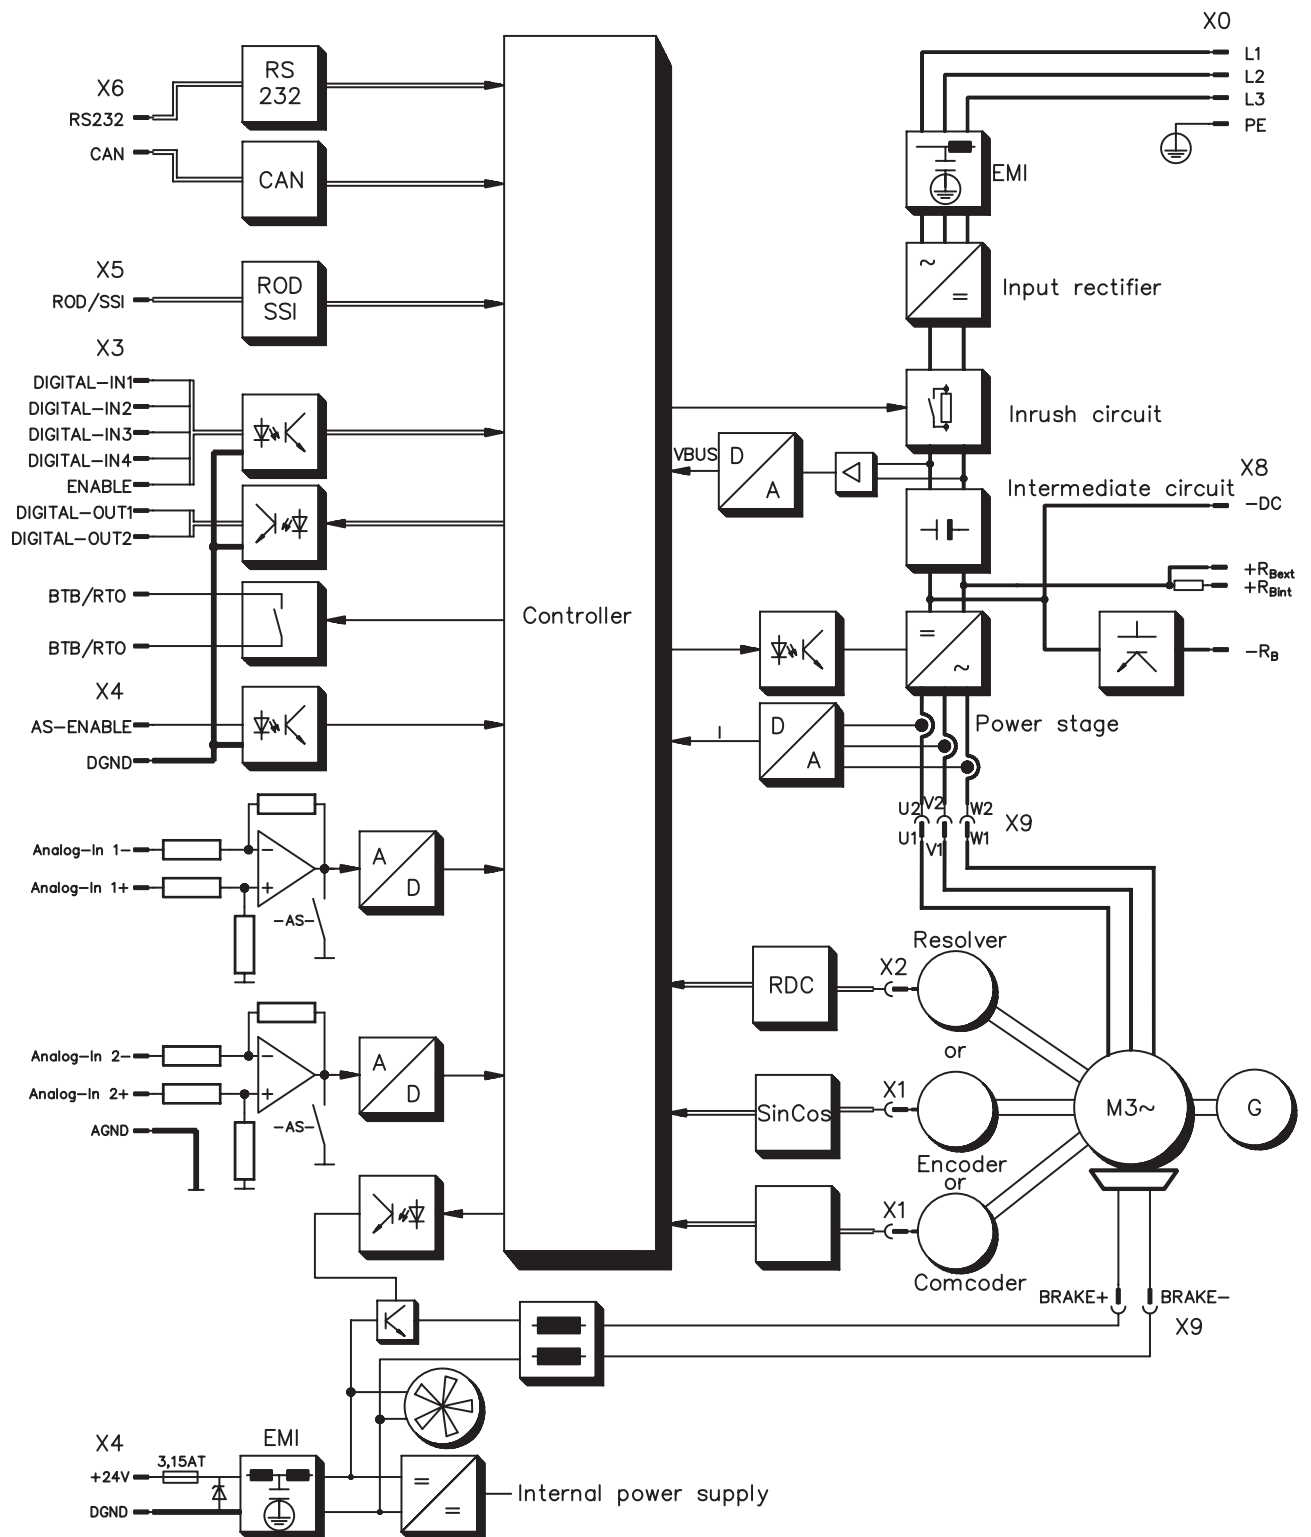 X0
L1
L2
L3
PE
EMI
Input rectifier
Inrush circuit
VBUS
D
A
X8
Intermediate circuit
-DC
+RBext
+RBint
-RB
=
~
Power stage
I
D
A
U2 V2 W2
X9
U1 V1 W1
X6
RS232
RS
232
CAN
CAN
X5
ROD/SSI
ROD
SSI
X3
DIGITAL-IN1
DIGITAL-IN2
DIGITAL-IN3
DIGITAL-IN4
ENABLE
DIGITAL-OUT1
DIGITAL-OUT2
BTB/RTO
BTB/RTO
X4
AS-ENABLE
DGND
Controller
Analog-In 1-
Analog-In 1+
-AS-
A
D
Analog-In 2-
Analog-In 2+
AGND
-AS-
A
D
Resolver
X2
RDC
or
X1
SinCos
Encoder
or
X1
Comcoder
M3~
G
BRAKE+
BRAKE-
X9
X4
3,15AT
+24V
DGND
EMI
=
=
Internal power supply